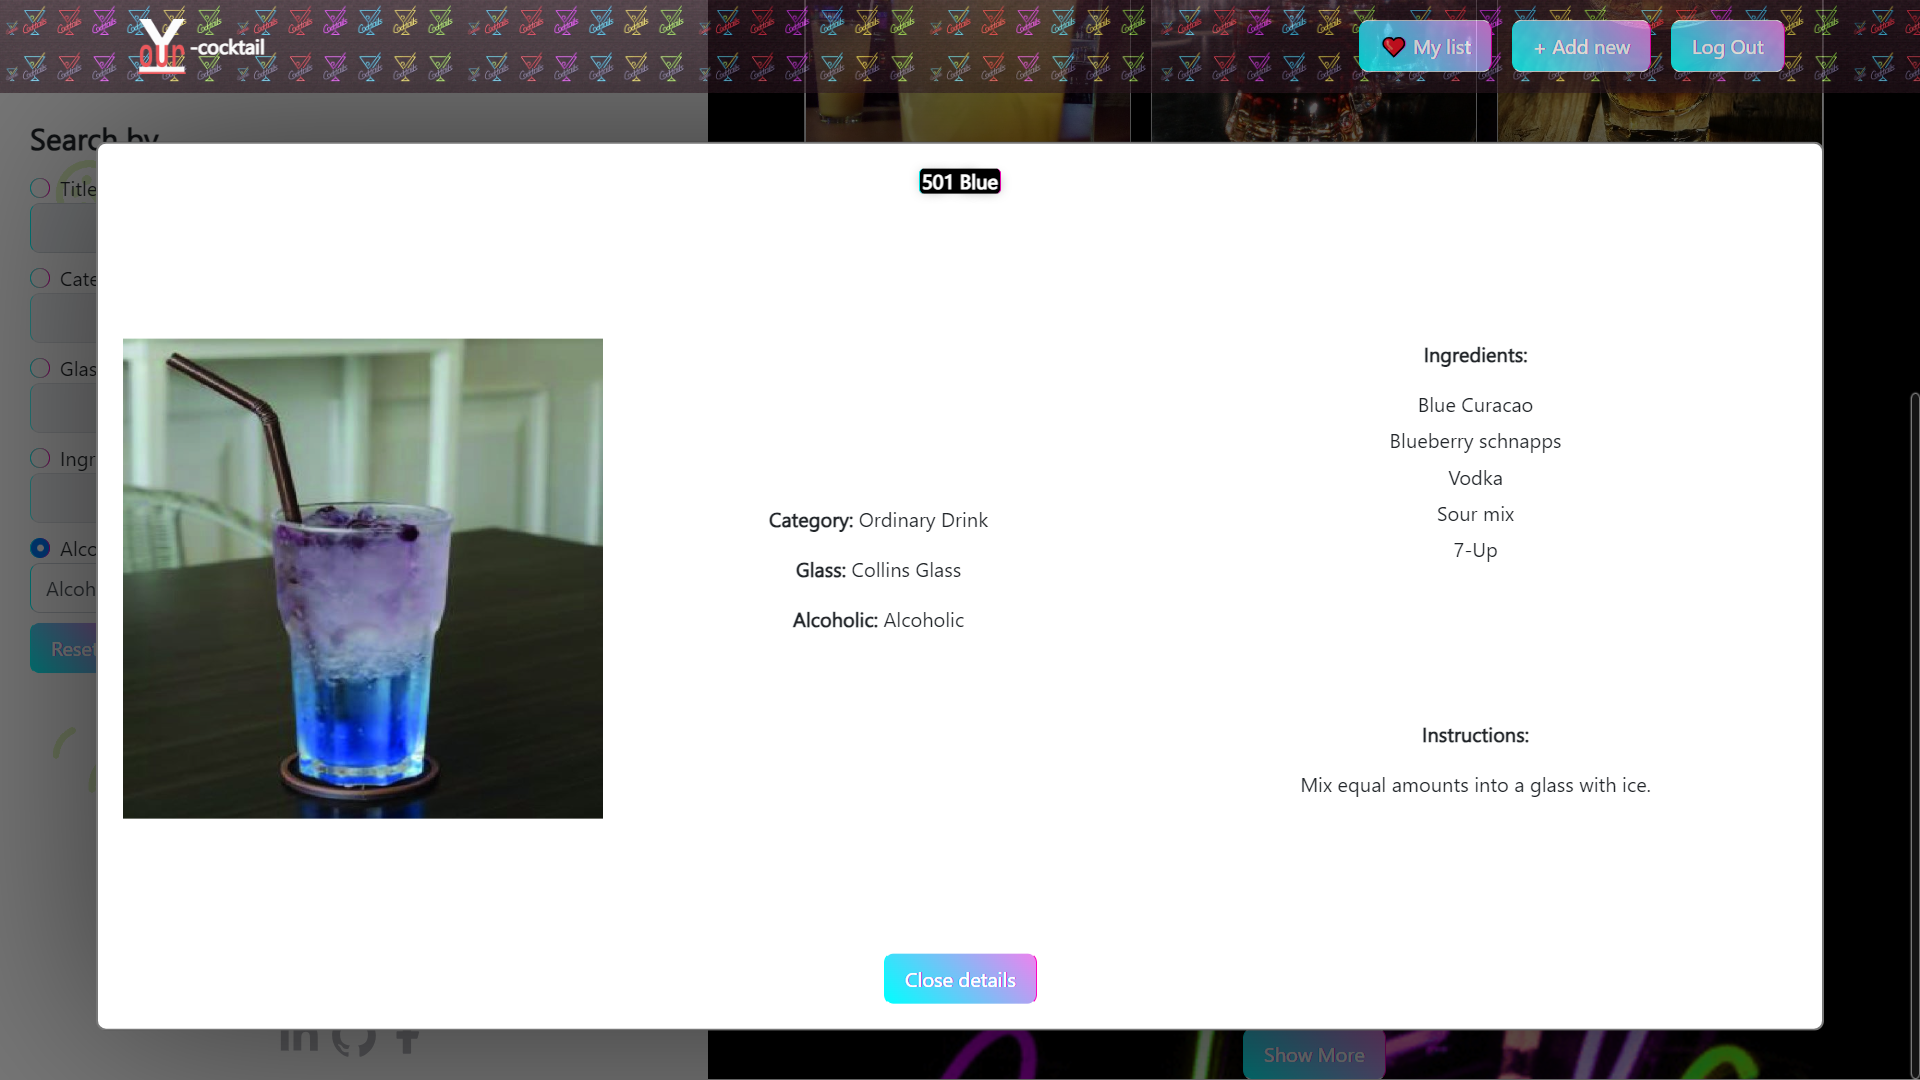 Your-cocktail
My list
+ Add new
Log Out
Search by
Title
Cate
Glas
Ingr
Alco
Alcoh
Reset
501 Blue
Category: Ordinary Drink
Glass: Collins Glass
Alcoholic: Alcoholic
Ingredients:
Blue Curacao
Blueberry schnapps
Vodka
Sour mix
7-Up
Instructions:
Mix equal amounts into a glass with ice.
Close details
Show More